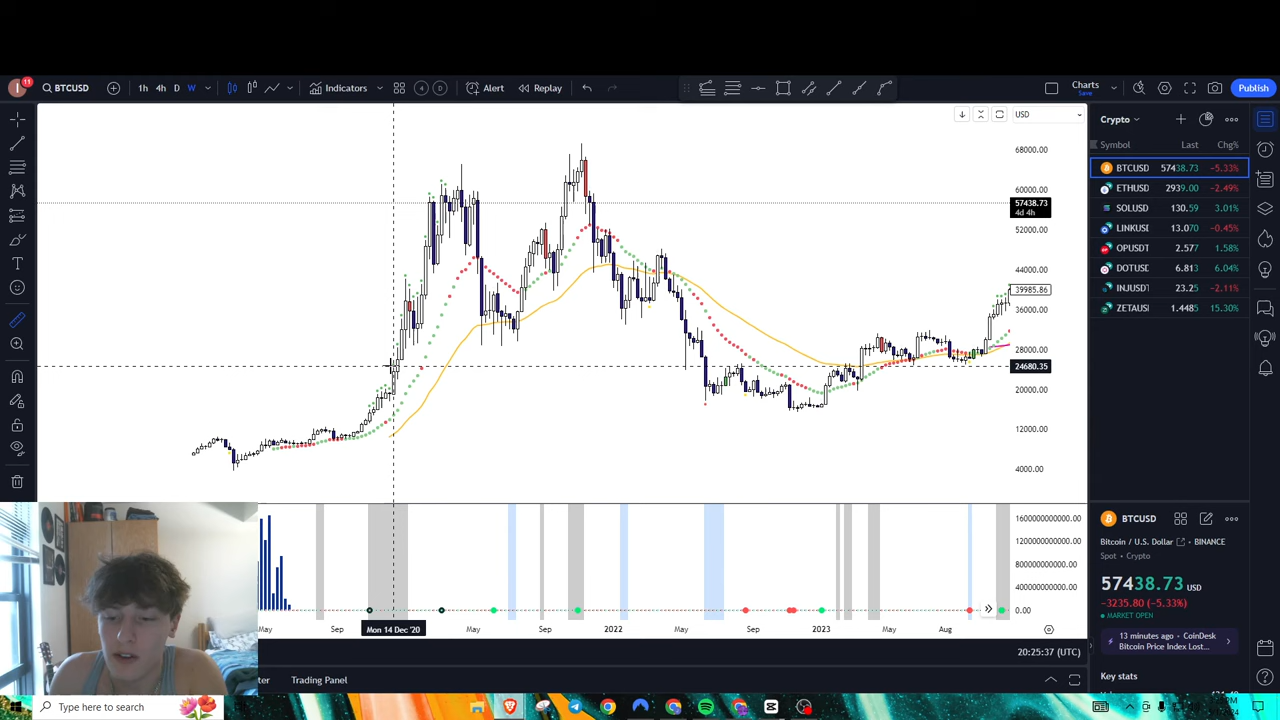 11
BTCUSD
1h 4h D W
Indicators
4 D
Alert
Replay
Charts
Save
Publish
USD
Crypto
Symbol Last Chg%
BTCUSD 57438.73 −5.33%
ETHUSD 2939.00 −2.49%
SOLUSD 130.59 3.01%
LINKUSD 13.070 −0.45%
OPUSDT 2.577 1.58%
DOTUSD 6.813 6.04%
INJUSDT 23.25 −2.11%
ZETAUSI 1.4485 15.30%
68000.00
60000.00
57438.73
4d 4h
52000.00
44000.00
39985.86
36000.00
28000.00
24680.35
20000.00
12000.00
4000.00
1600000000000.00
1200000000000.00
800000000000.00
400000000000.00
0.00
May Sep Mon 14 Dec '20 May Sep 2022 May Sep 2023 May Aug
20:25:37 (UTC)
Trading Panel
BTCUSD
Bitcoin / U.S. Dollar BINANCE
Spot • Crypto
57438.73 USD
−3235.80 (−5.33%)
MARKET OPEN
13 minutes ago • CoinDesk
Bitcoin Price Index Lost...
Key stats
Type here to search